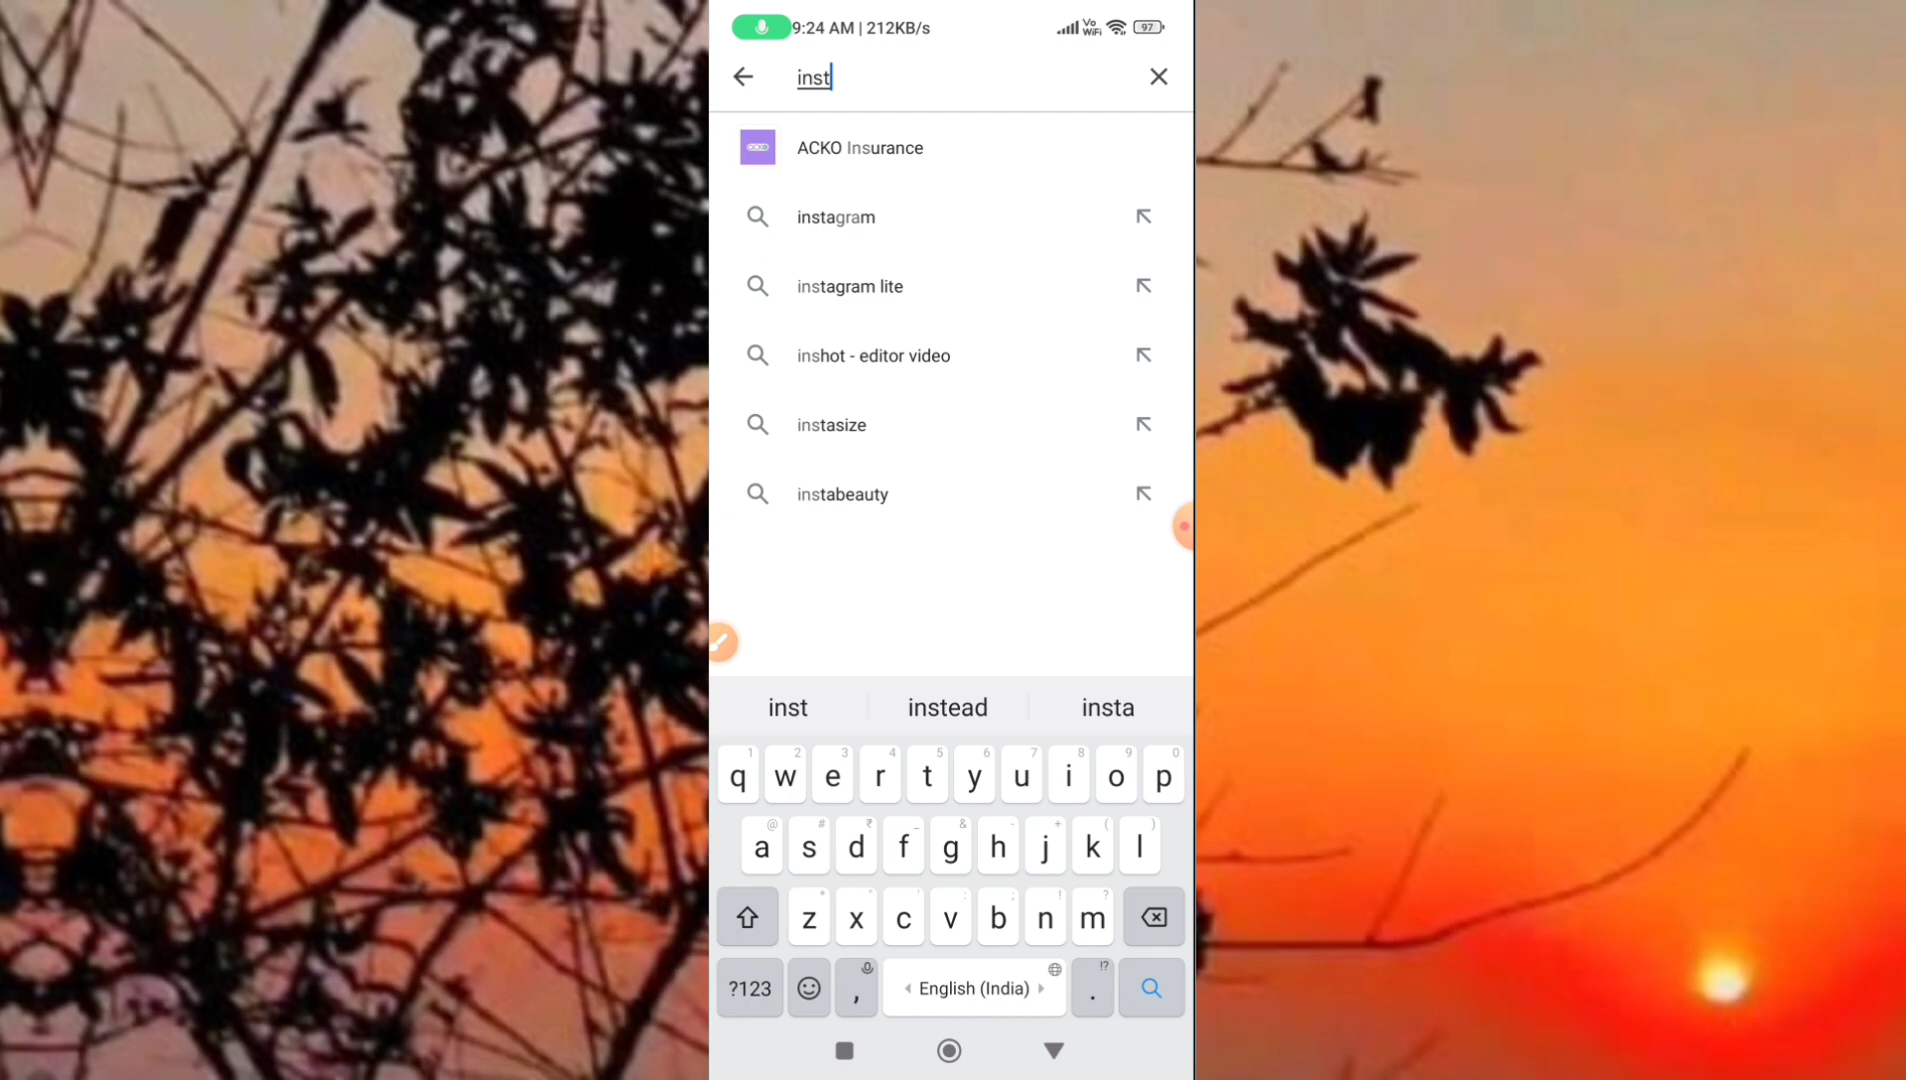 9:24 AM | 212KB/s Vo WiFi 97
inst
ACKO Insurance
instagram
instagram lite
inshot - editor video
instasize
instabeauty
inst instead insta
1 2 3 4 5 6 7 8 9 0
q w e r t y u i o p
@ # ₹ _ & - + ( )
a s d f g h j k l
* " ' : ; ! ?
z x c v b n m
!?
?123 , English (India) .